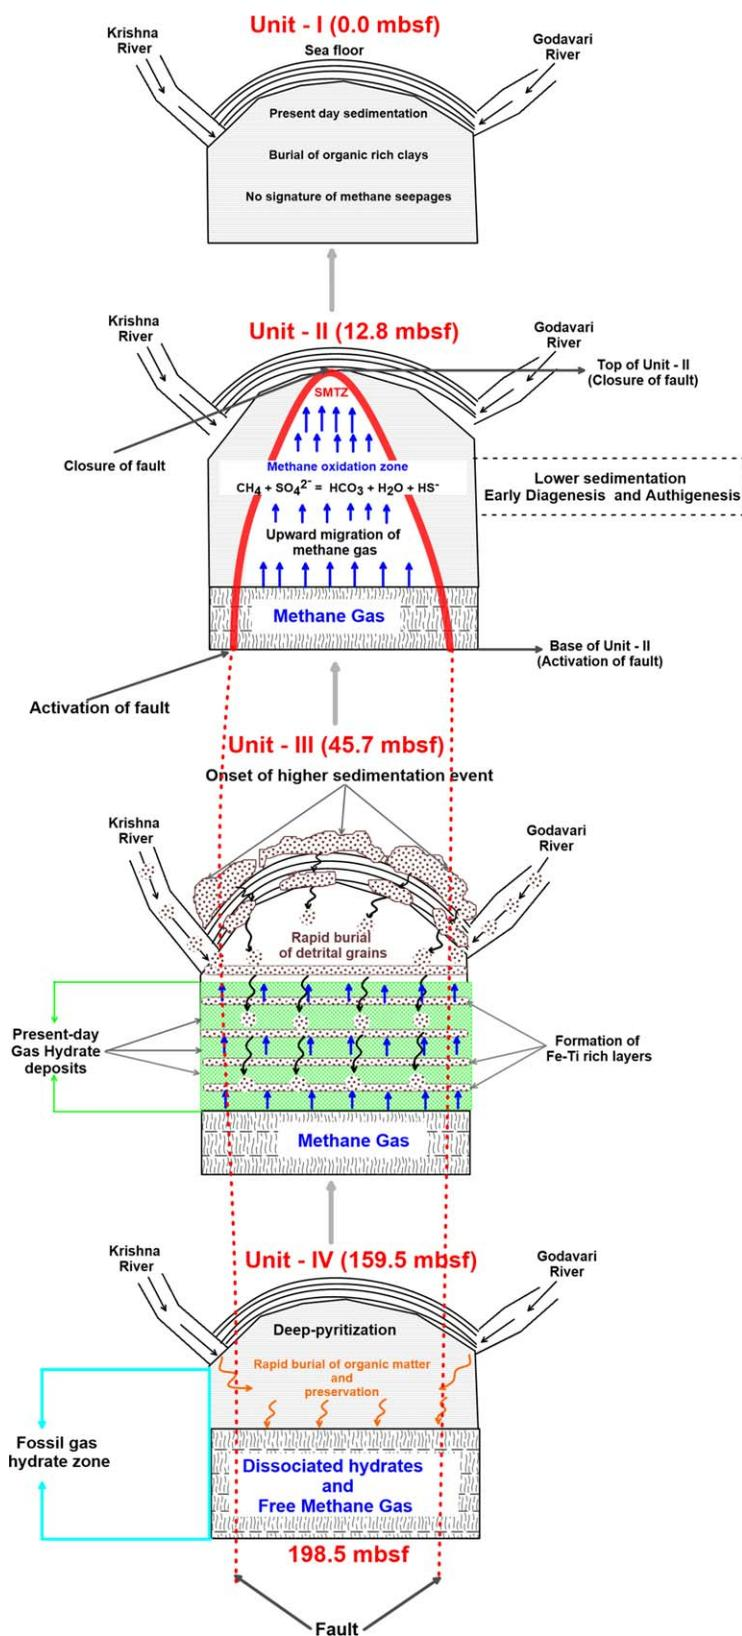 Unit - I (0.0 mbsf)
Krishna
River
Sea floor
Godavari
River
Present day sedimentation
Burial of organic rich clays
No signature of methane seepages
Krishna
River
Unit - II (12.8 mbsf)
Godavari
River
Top of Unit - II
(Closure of fault)
SMTZ
Closure of fault
Methane oxidation zone
CH4 + SO4^2- = HCO3 + H2O + HS-
Lower sedimentation
Early Diagenesis and Authigenesis
Upward migration of
methane gas
Methane Gas
Base of Unit - II
(Activation of fault)
Activation of fault
Unit - III (45.7 mbsf)
Onset of higher sedimentation event
Krishna
River
Godavari
River
Rapid burial
of detrital grains
Present-day
Gas Hydrate
deposits
Formation of
Fe-Ti rich layers
Methane Gas
Krishna
River
Unit - IV (159.5 mbsf)
Godavari
River
Deep-pyritization
Rapid burial of organic matter
and
preservation
Fossil gas
hydrate zone
Dissociated hydrates
and
Free Methane Gas
198.5 mbsf
Fault